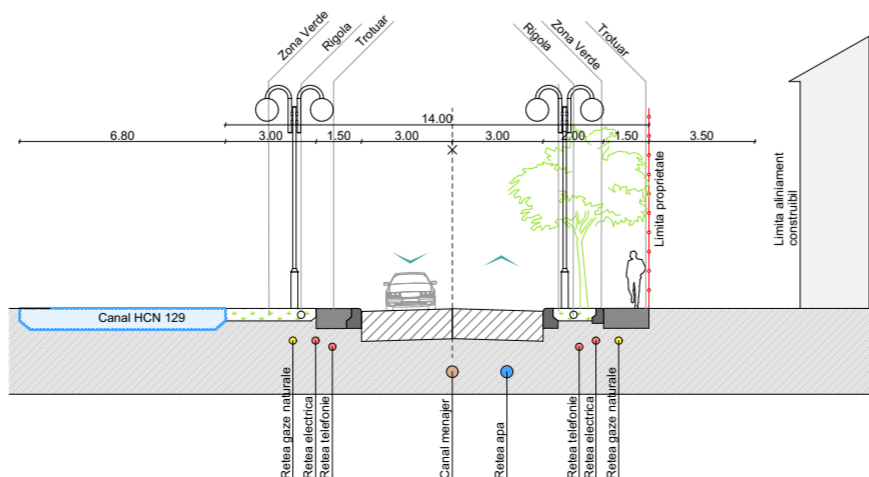 Zona Verde
Rigola
Trotuar
Rigola
Zona Verde
Trotuar
14.00
6.80
3.00
1.50
3.00
3.00
2.00
1.50
3.50
Limita proprietate
Limita aliniament
construibil
Canal HCN 129
Retea gaze naturale
Retea electrica
Retea telefonie
Canal menajer
Retea apa
Retea telefonie
Retea electrica
Retea gaze naturale